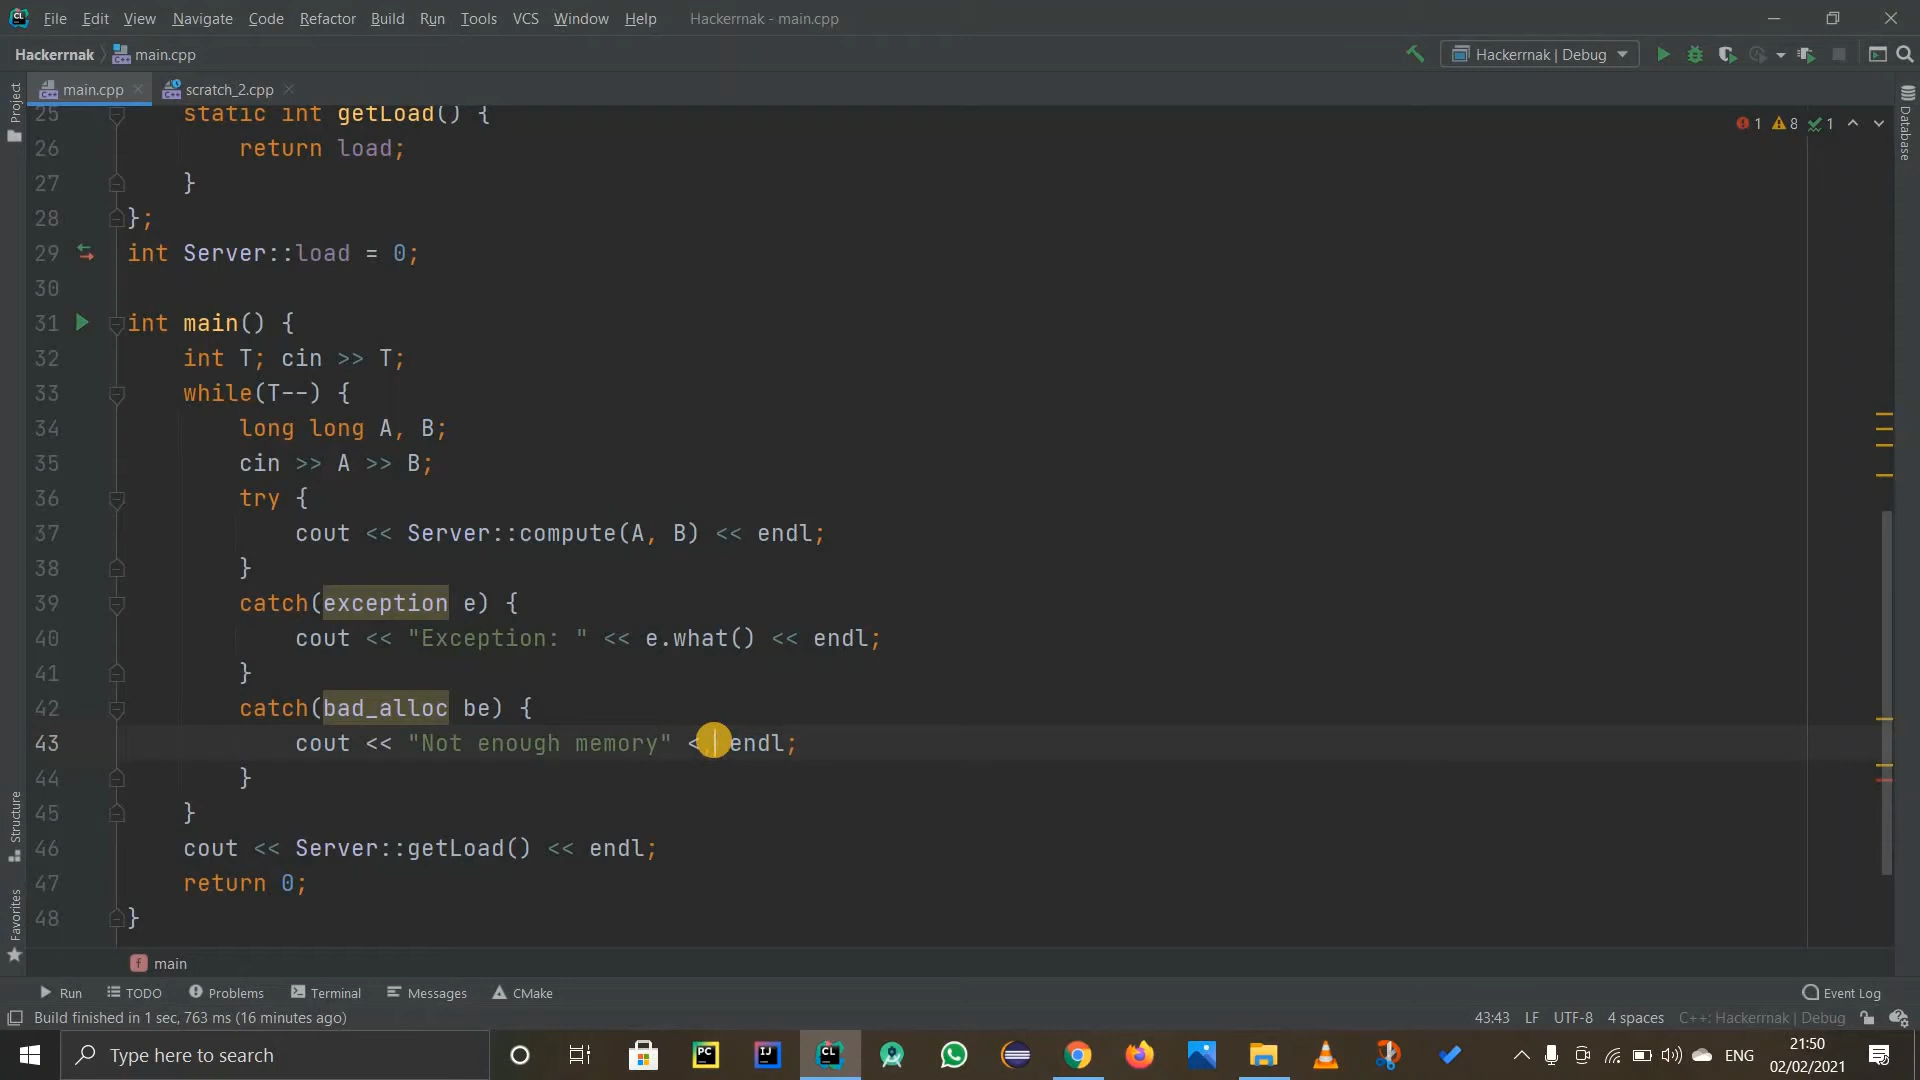 File Edit View Navigate Code Refactor Build Run Tools VCS Window Help Hackerrnak - main.cpp
Hackerrnak main.cpp Hackerrnak | Debug
main.cpp scratch_2.cpp
Project
Database
1 8 1
25 static int getLoad() {
26 return load;
27 }
28 };
29 int Server::load = 0;
30
31 int main() {
32 int T; cin >> T;
33 while(T--) {
34 long long A, B;
35 cin >> A >> B;
36 try {
37 cout << Server::compute(A, B) << endl;
38 }
39 catch(exception e) {
40 cout << "Exception: " << e.what() << endl;
41 }
42 catch(bad_alloc be) {
43 cout << "Not enough memory" < endl;
44 }
45 }
46 cout << Server::getLoad() << endl;
47 return 0;
48 }
Structure
Favorites
f main
Run TODO Problems Terminal Messages CMake Event Log
Build finished in 1 sec, 763 ms (16 minutes ago) 43:43 LF UTF-8 4 spaces C++: Hackerrnak | Debug
Type here to search ENG 21:50
02/02/2021